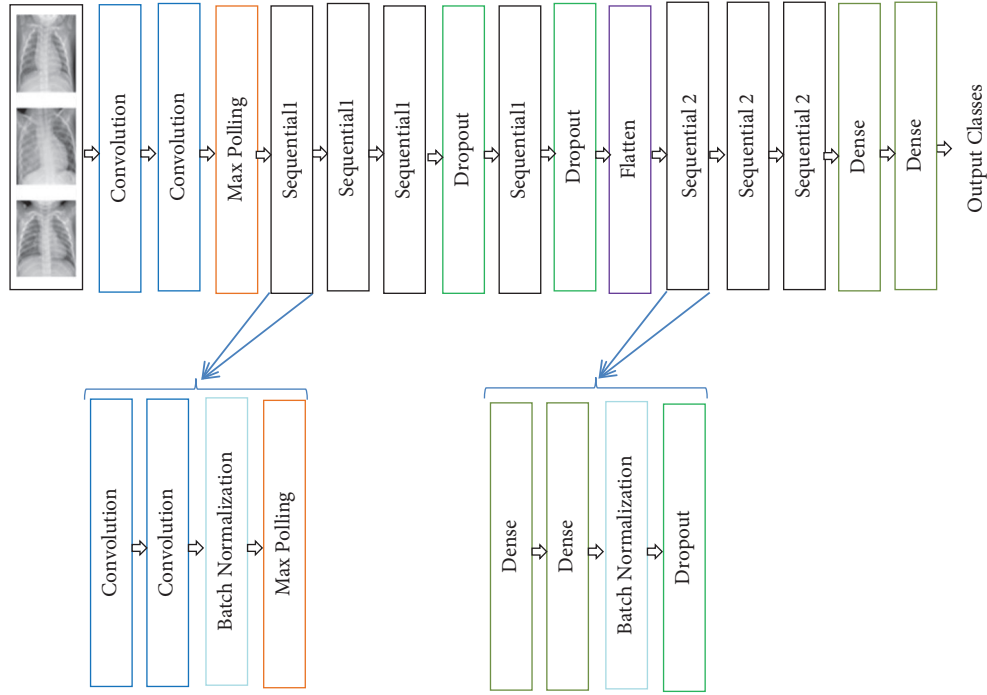 Convolution
Convolution
Max Polling
Sequential1
Sequential1
Sequential1
Dropout
Sequential1
Dropout
Flatten
Sequential 2
Sequential 2
Sequential 2
Dense
Dense
Output Classes
Convolution
Convolution
Batch Normalization
Max Polling
Dense
Dense
Batch Normalization
Dropout